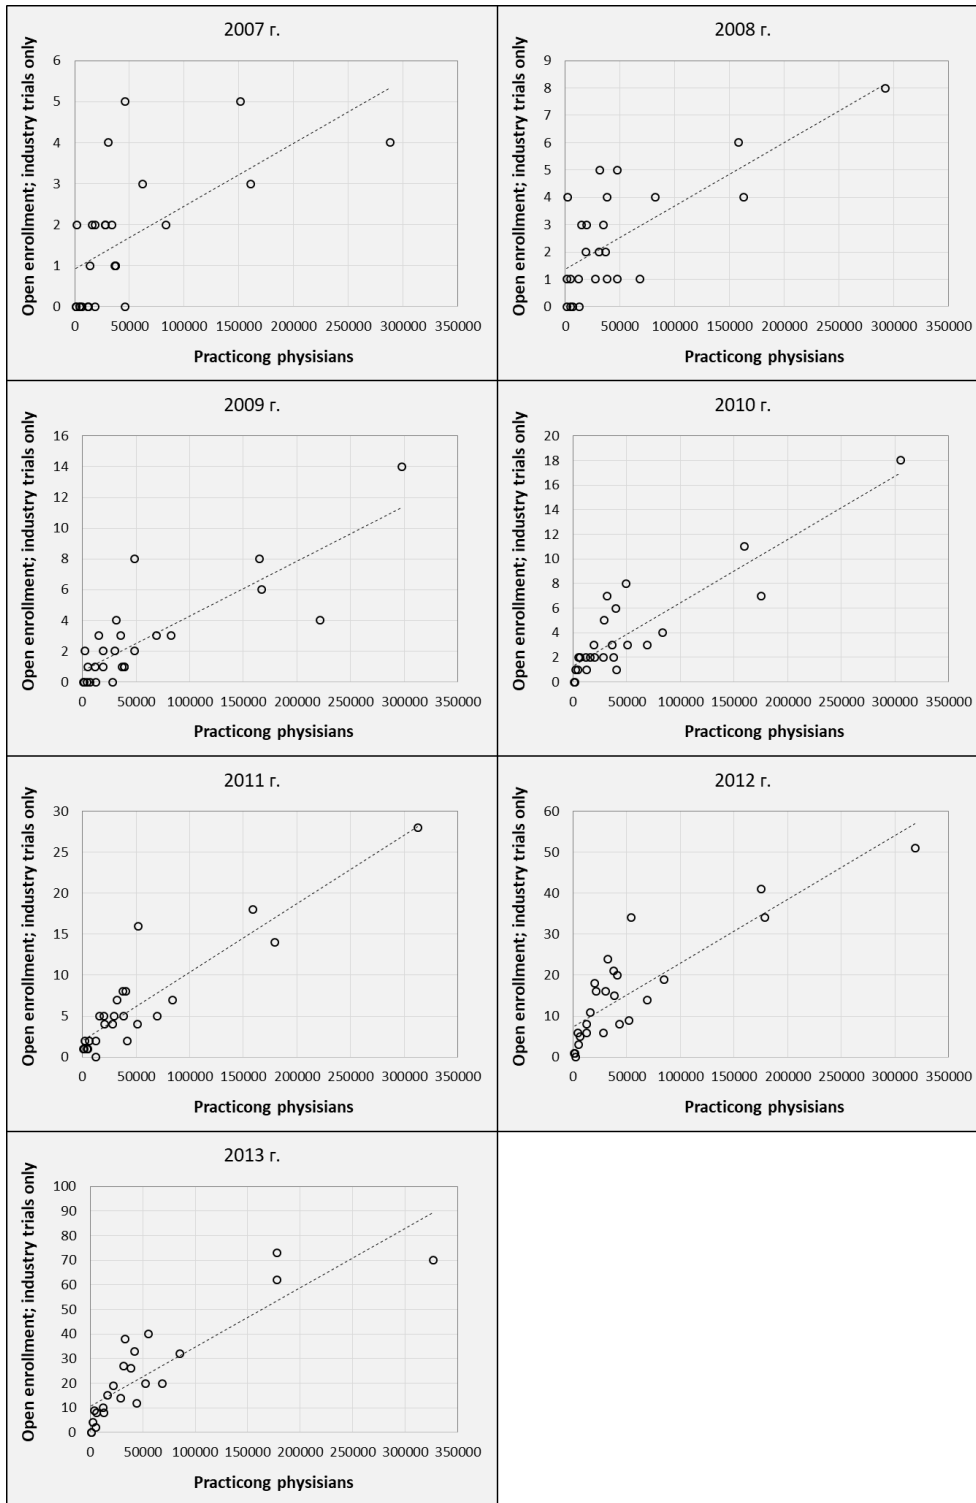 2007 г.
Open enrollment; industry trials only
6
5
4
3
2
1
0
0 50000 100000 150000 200000 250000 300000 350000
Practicong physisians
2008 г.
Open enrollment; industry trials only
9
8
7
6
5
4
3
2
1
0
0 50000 100000 150000 200000 250000 300000 350000
Practicong physisians
2009 г.
Open enrollment; industry trials only
16
14
12
10
8
6
4
2
0
0 50000 100000 150000 200000 250000 300000 350000
Practicong physisians
2010 г.
Open enrollment; industry trials only
20
18
16
14
12
10
8
6
4
2
0
0 50000 100000 150000 200000 250000 300000 350000
Practicong physisians
2011 г.
Open enrollment; industry trials only
30
25
20
15
10
5
0
0 50000 100000 150000 200000 250000 300000 350000
Practicong physisians
2012 г.
Open enrollment; industry trials only
60
50
40
30
20
10
0
0 50000 100000 150000 200000 250000 300000 350000
Practicong physisians
2013 г.
Open enrollment; industry trials only
100
90
80
70
60
50
40
30
20
10
0
0 50000 100000 150000 200000 250000 300000 350000
Practicong physisians